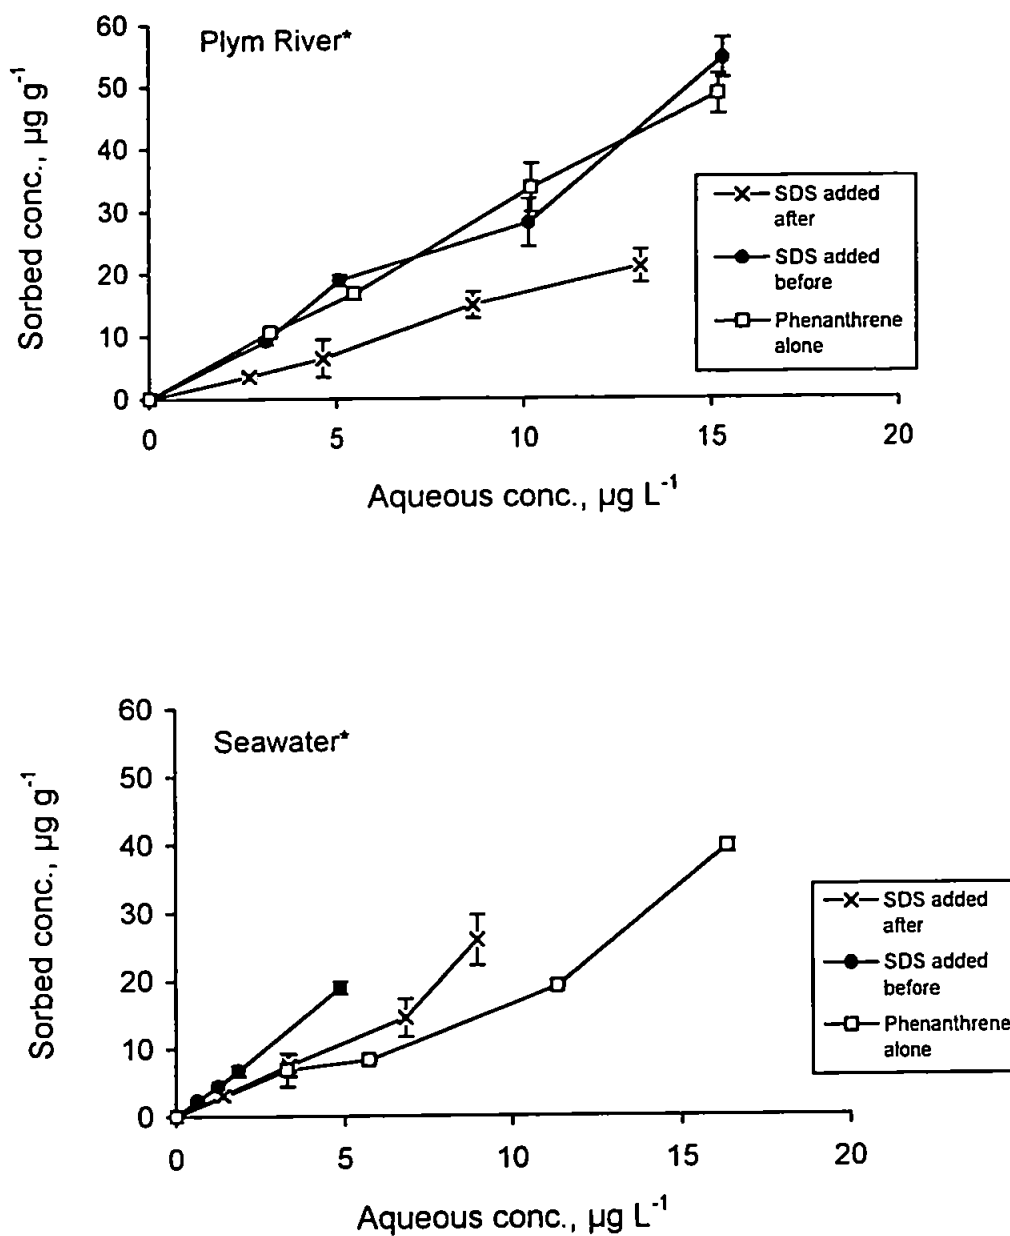 Plym River*
60
50
40
30
20
10
0
Sorbed conc., µg g⁻¹
0 5 10 15 20
Aqueous conc., µg L⁻¹
SDS added
after
SDS added
before
Phenanthrene
alone
Seawater*
60
50
40
30
20
10
0
Sorbed conc., µg g⁻¹
0 5 10 15 20
Aqueous conc., µg L⁻¹
SDS added
after
SDS added
before
Phenanthrene
alone